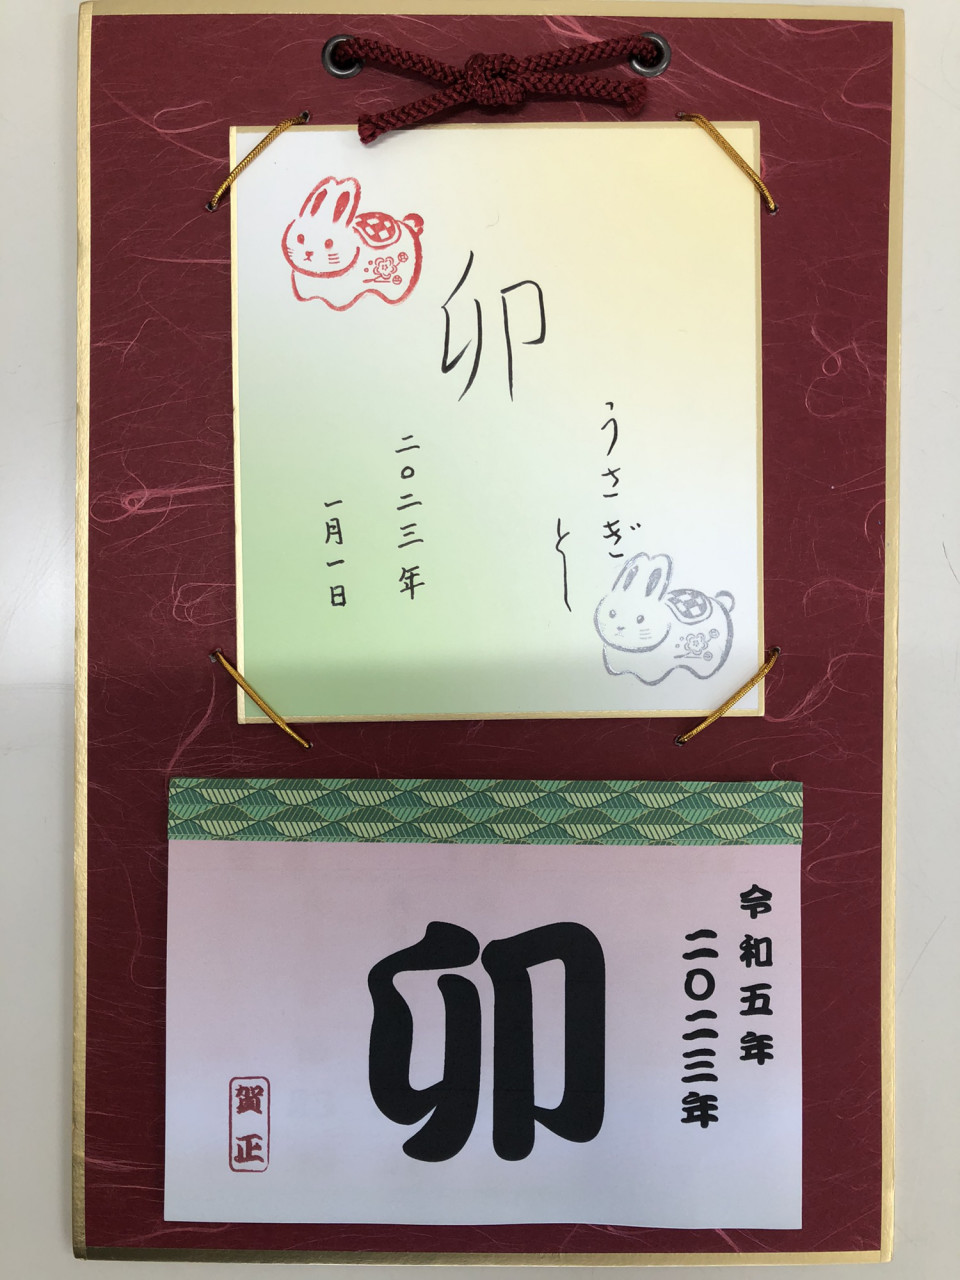 卯
うさぎ
とし
二〇二三年
一月一日
令和五年
二〇二三年
卯
賀正